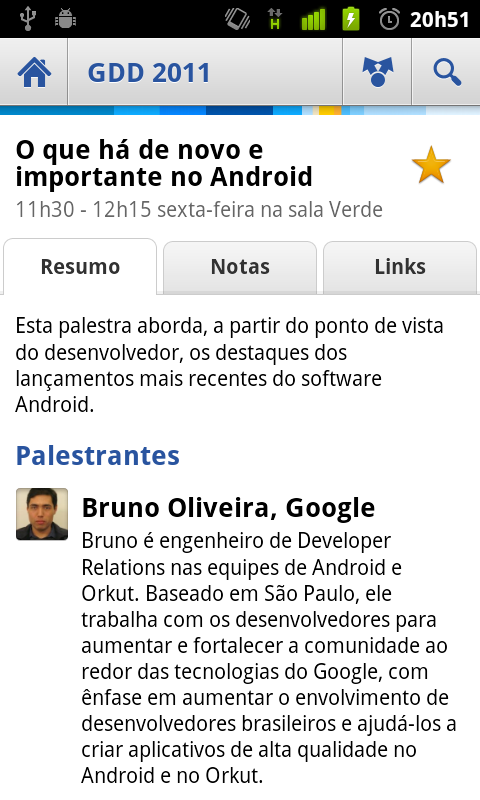 H
20h51
GDD 2011
O que há de novo e
importante no Android
11h30 - 12h15 sexta-feira na sala Verde
Resumo Notas Links
Esta palestra aborda, a partir do ponto de vista
do desenvolvedor, os destaques dos
lançamentos mais recentes do software
Android.
Palestrantes
Bruno Oliveira, Google
Bruno é engenheiro de Developer
Relations nas equipes de Android e
Orkut. Baseado em São Paulo, ele
trabalha com os desenvolvedores para
aumentar e fortalecer a comunidade ao
redor das tecnologias do Google, com
ênfase em aumentar o envolvimento de
desenvolvedores brasileiros e ajudá-los a
criar aplicativos de alta qualidade no
Android e no Orkut.